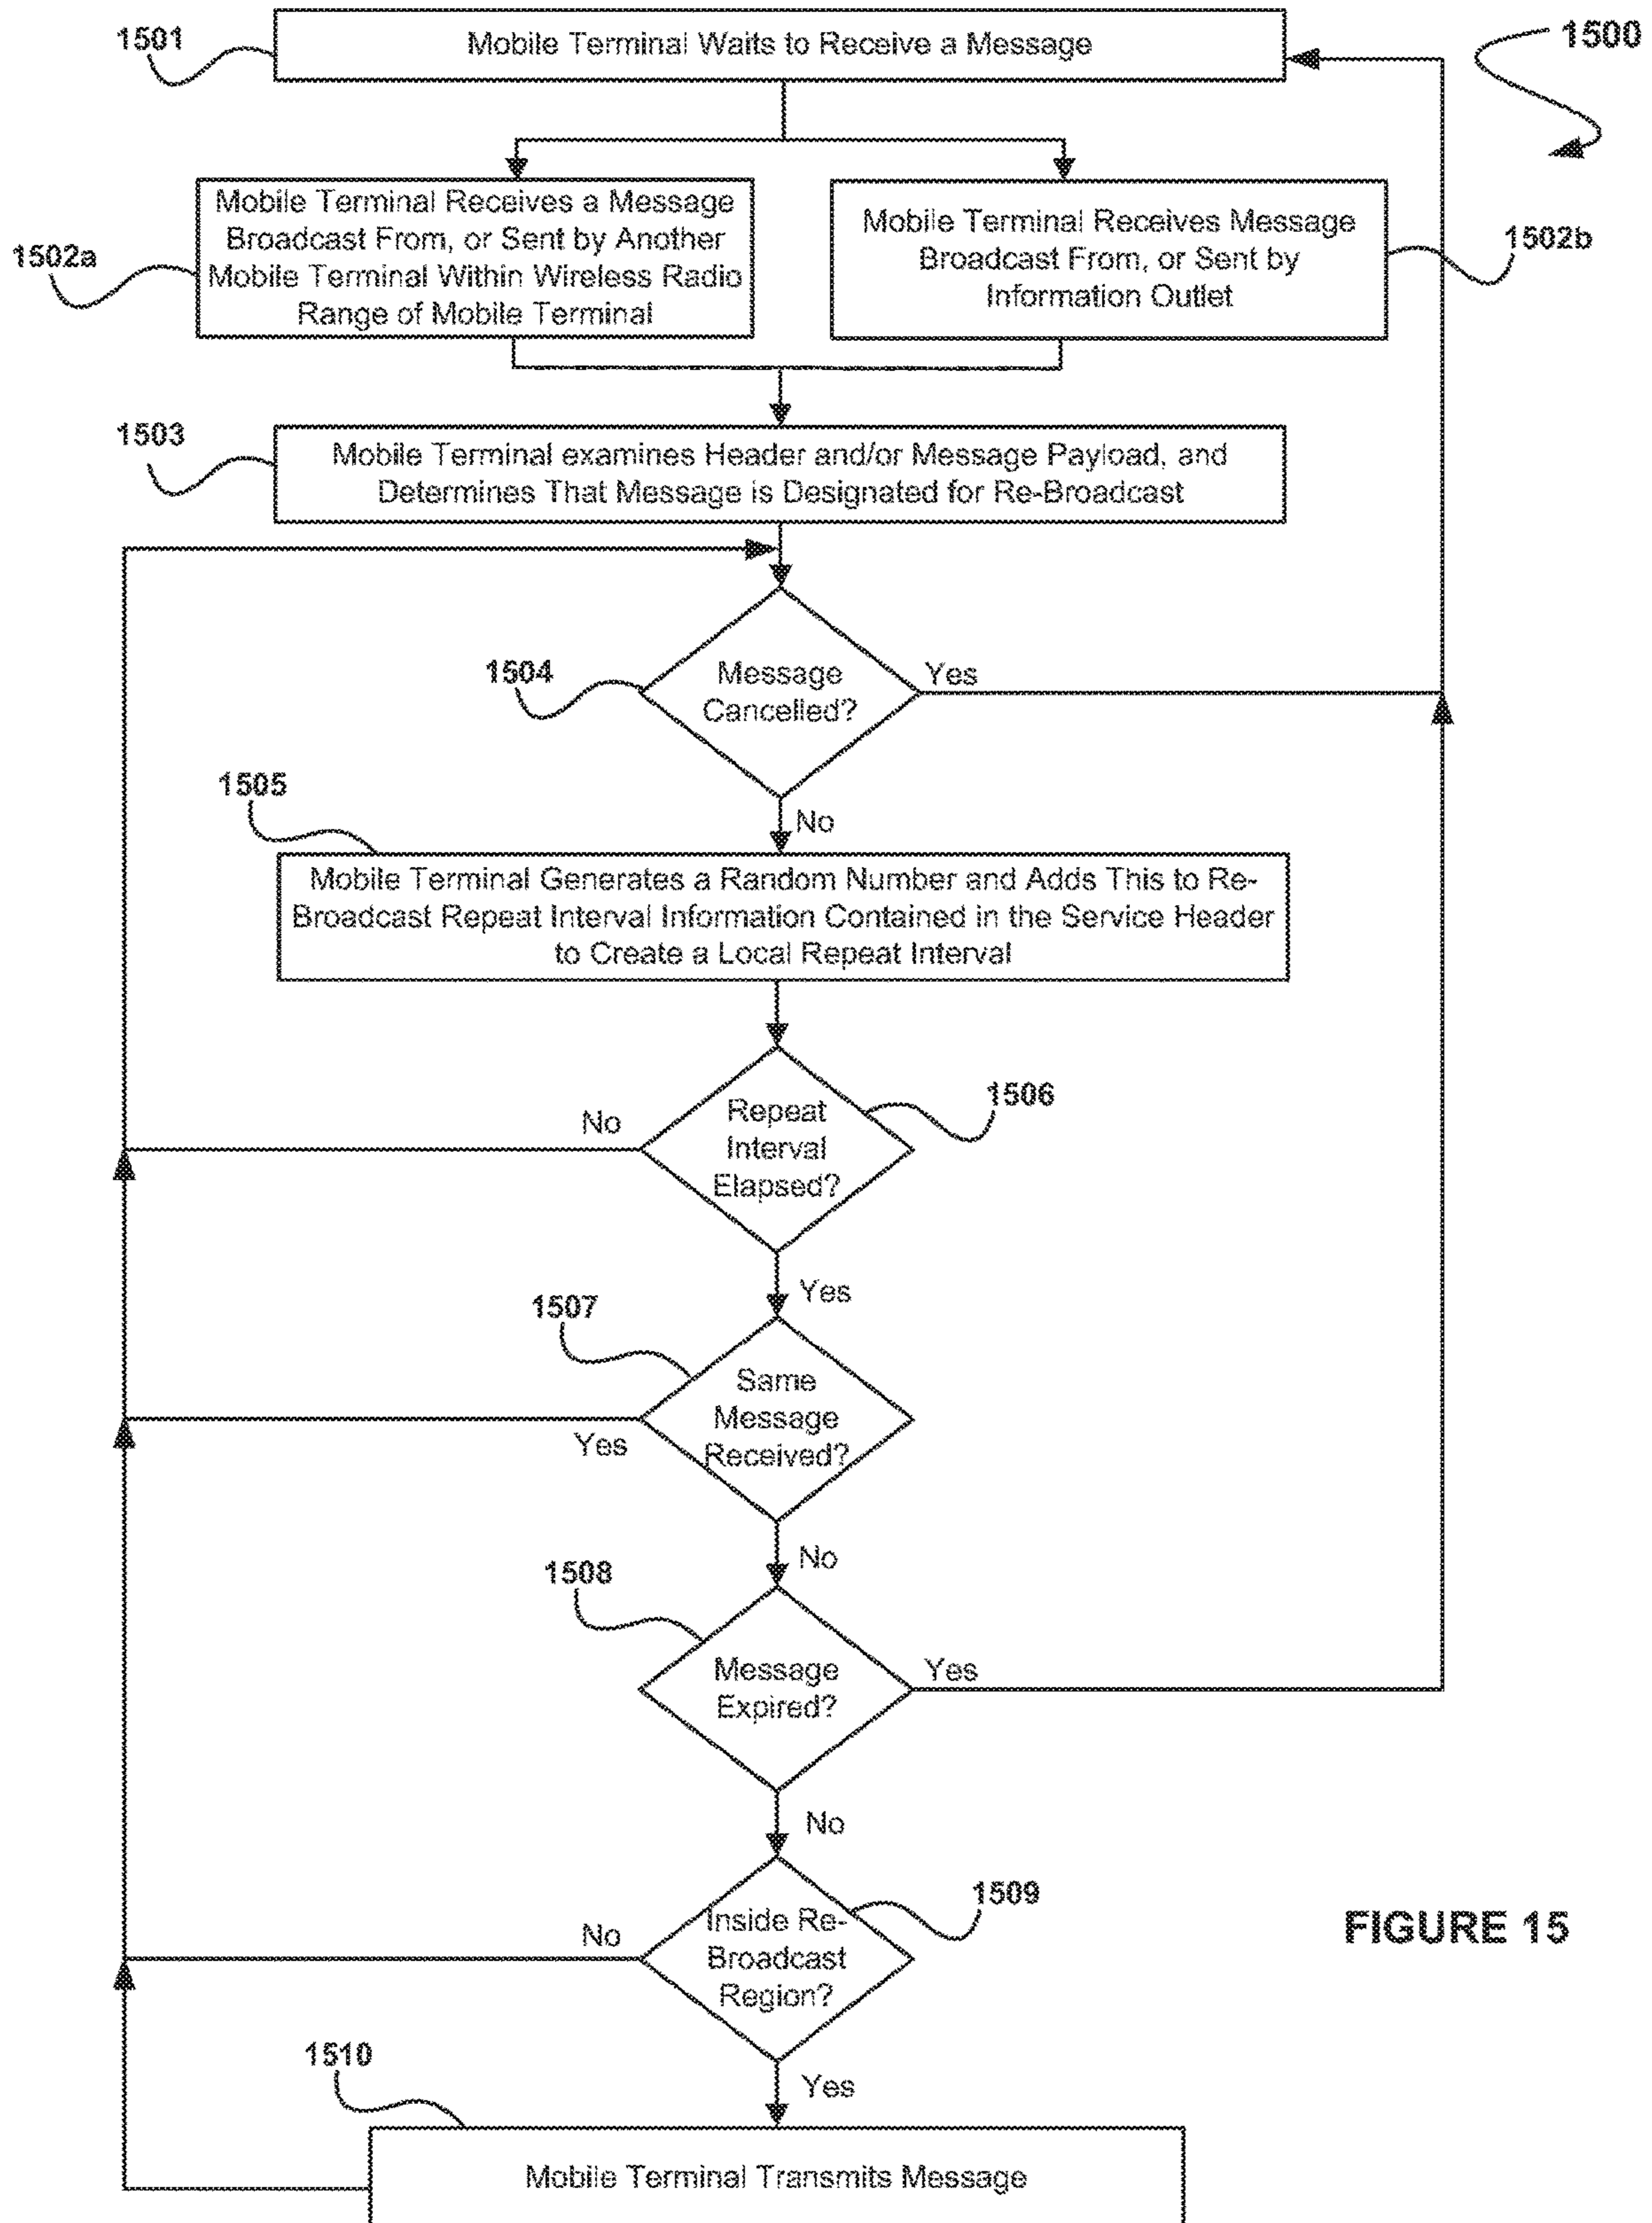 1500
1501
Mobile Terminal Waits to Receive a Message
1502a
Mobile Terminal Receives a Message
Broadcast From, or Sent by Another
Mobile Terminal Within Wireless Radio
Range of Mobile Terminal
Mobile Terminal Receives Message
Broadcast From, or Sent by
Information Outlet
1502b
1503
Mobile Terminal examines Header and/or Message Payload, and
Determines That Message is Designated for Re-Broadcast
1504
Message
Cancelled?
Yes
No
1505
Mobile Terminal Generates a Random Number and Adds This to Re-
Broadcast Repeat Interval Information Contained in the Service Header
to Create a Local Repeat Interval
1506
Repeat
Interval
Elapsed?
No
Yes
1507
Same
Message
Received?
Yes
No
1508
Message
Expired?
Yes
No
1509
Inside Re-
Broadcast
Region?
No
Yes
1510
Mobile Terminal Transmits Message
FIGURE 15